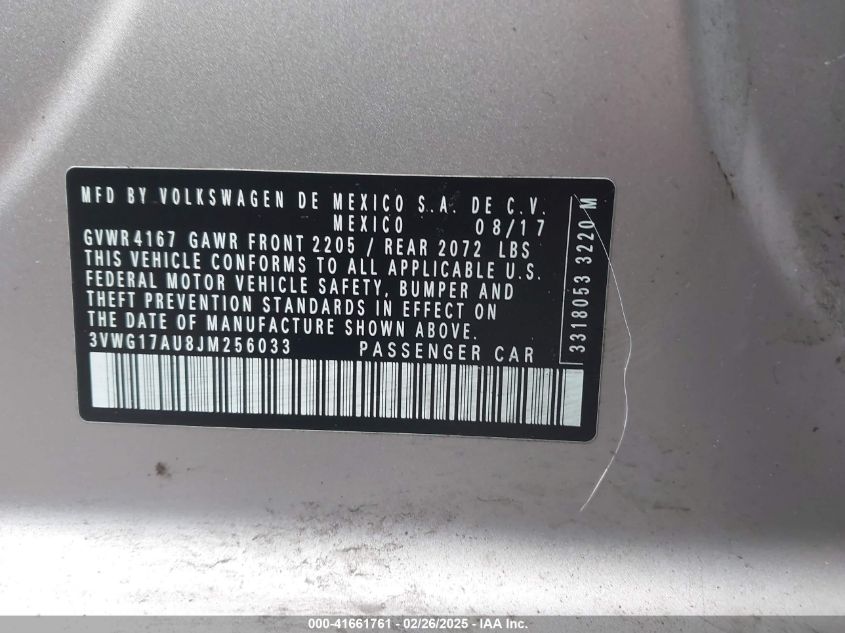 MFD BY VOLKSWAGEN DE MEXICO S.A. DE C.V.
MEXICO 08/17
GVWR 4167 GAWR FRONT 2205 / REAR 2072 LBS
THIS VEHICLE CONFORMS TO ALL APPLICABLE U.S.
FEDERAL MOTOR VEHICLE SAFETY, BUMPER AND
THEFT PREVENTION STANDARDS IN EFFECT ON
THE DATE OF MANUFACTURE SHOWN ABOVE.
3VWG17AU8JM256033 PASSENGER CAR
3318053 3220 M
000-41661761 - 02/26/2025 - IAA Inc.